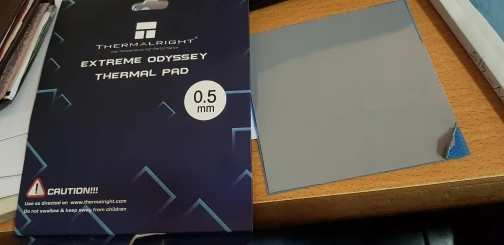 THERMALRIGHT®
EXTREME ODYSSEY
THERMAL PAD
0.5
mm
CAUTION!!!
Use as directed on www.thermalright.com
Do not swallow & keep away from children